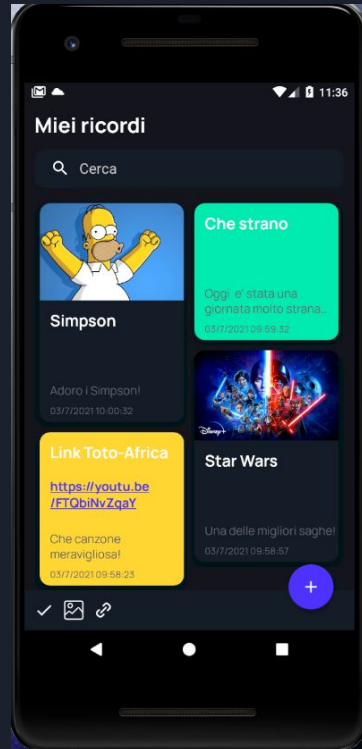 11:36
Miei ricordi
Cerca
Simpson
Adoro i Simpson!
03/7/2021 10:00:32
Che strano
Oggi e' stata una
giornata molto strana..
03/7/2021 09:59:32
Link Toto-Africa
https://youtu.be
/FTQbiNvZqaY
Che canzone
meravigliosa!
03/7/2021 09:58:23
Disney+
Star Wars
Una delle migliori saghe!
03/7/2021 09:58:57